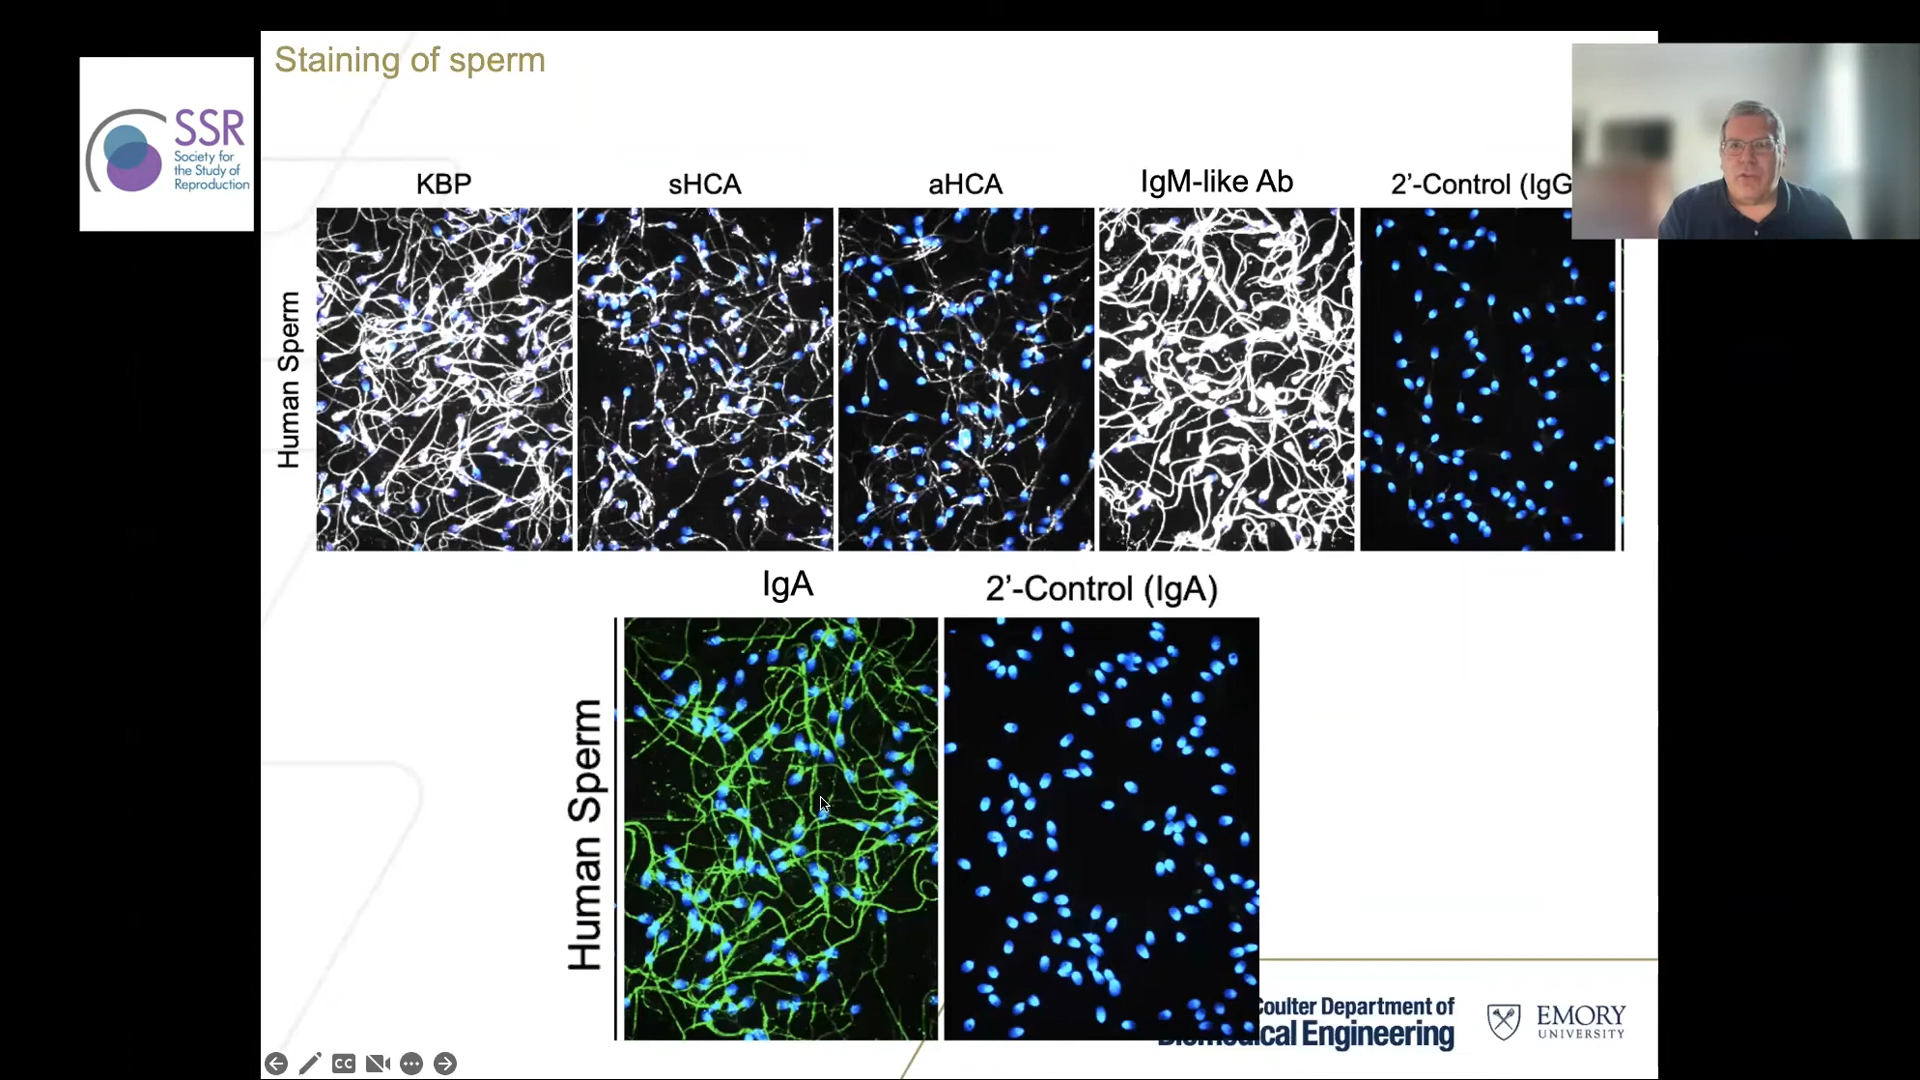 Staining of sperm
SSR
Society for
the Study of
Reproduction
KBP
sHCA
aHCA
IgM-like Ab
2’-Control (IgG
Human Sperm
IgA
2’-Control (IgA)
Human Sperm
Coulter Department of
Engineering
EMORY
UNIVERSITY
CC